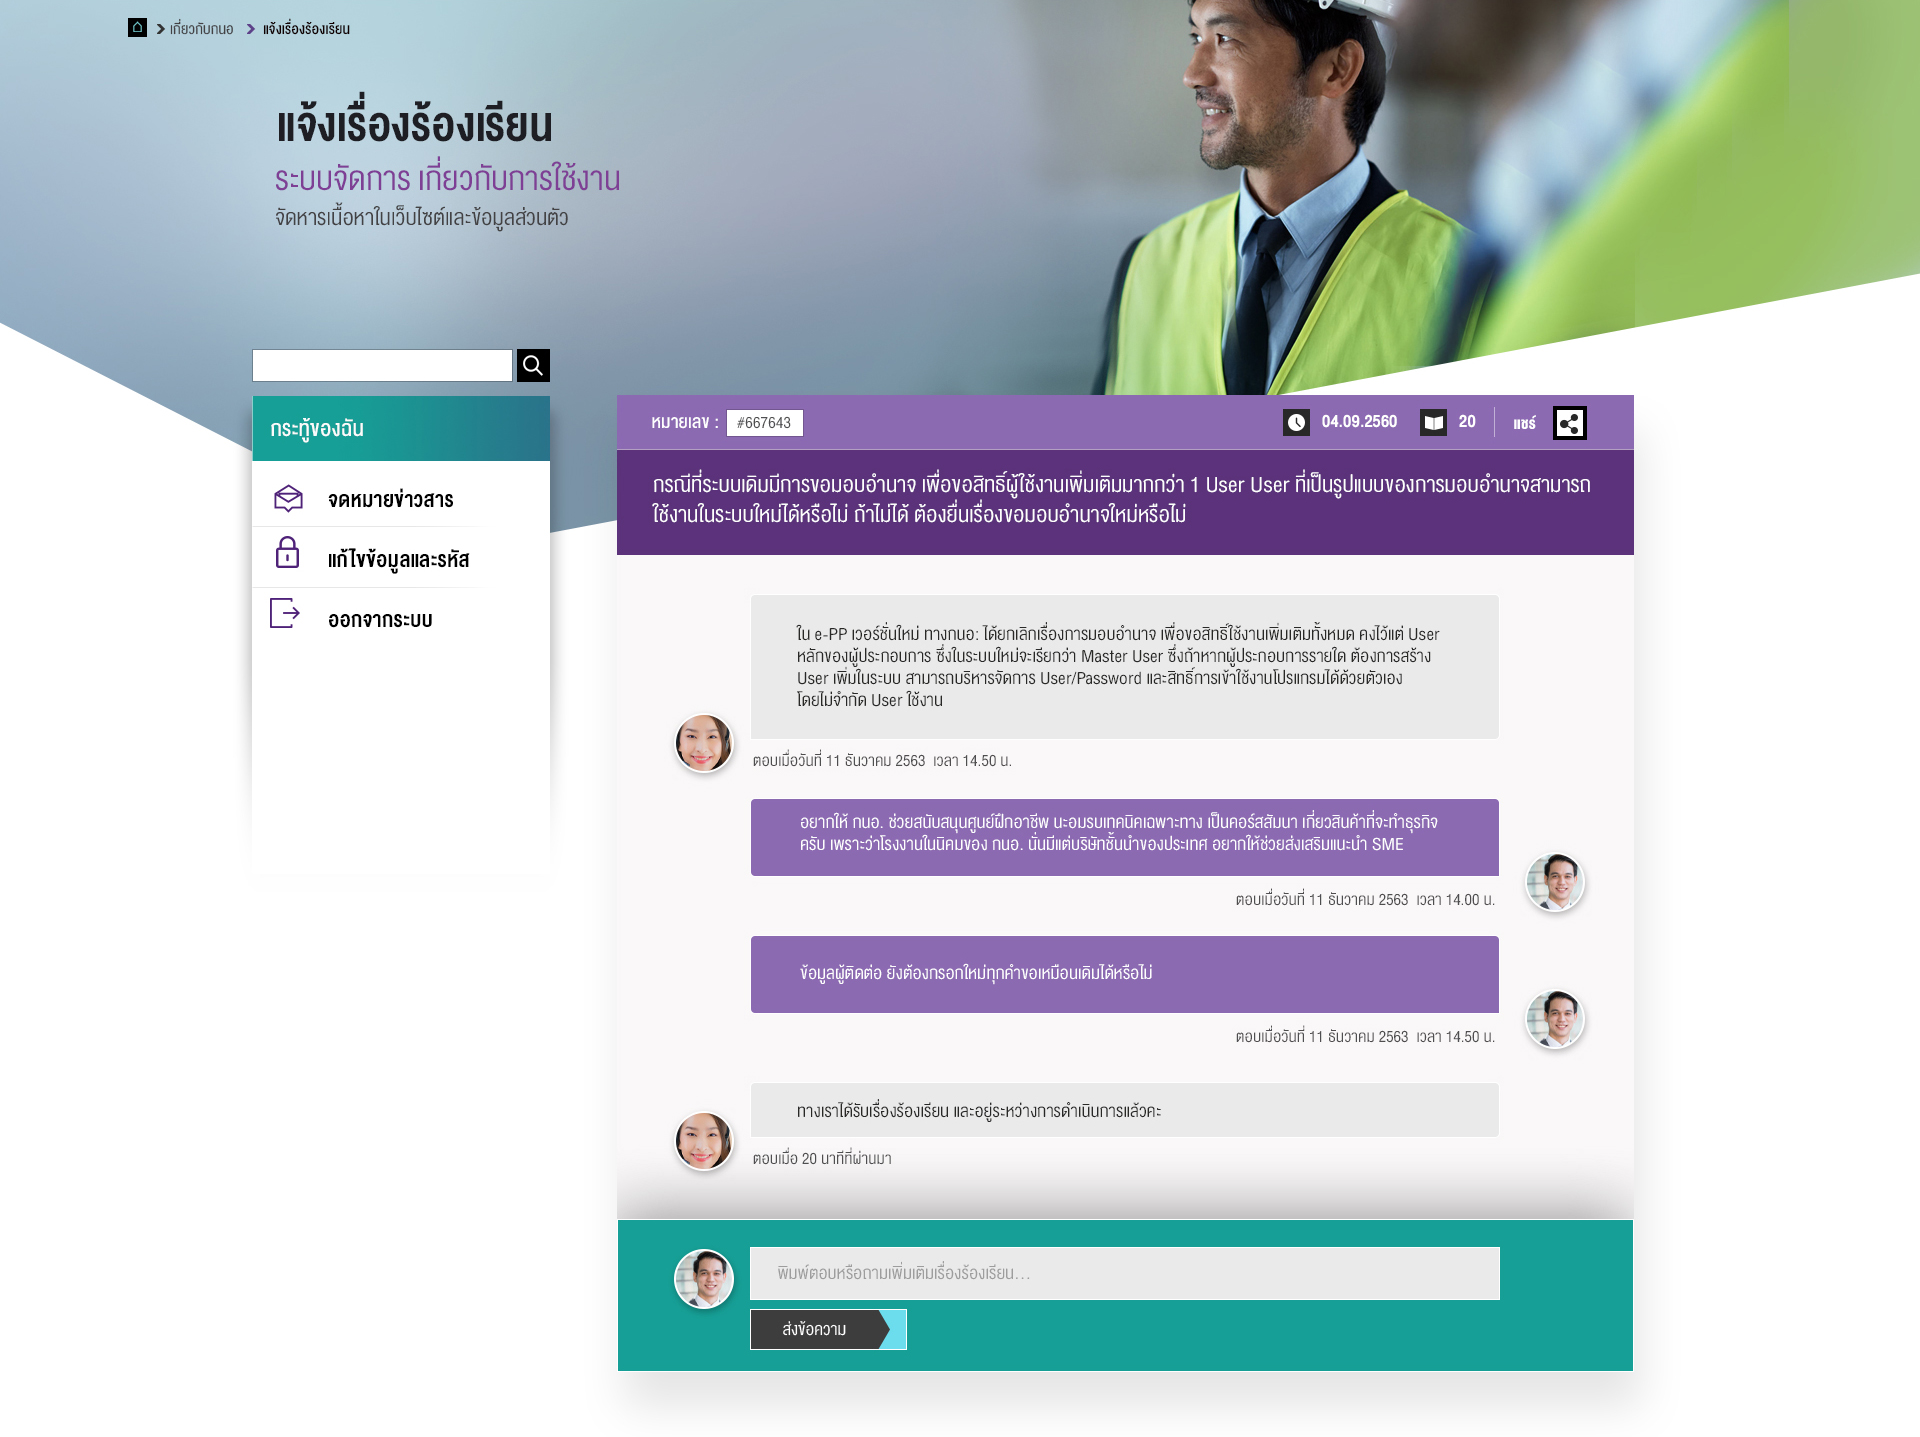 เกี่ยวกับกนอ
แจ้งเรื่องร้องเรียน
แจ้งเรื่องร้องเรียน
ระบบจัดการ เกี่ยวกับการใช้งาน
จัดหารเนื้อหาในเว็บไซต์และข้อมูลส่วนตัว
กระทู้ของฉัน
จดหมายข่าวสาร
แก้ไขข้อมูลและรหัส
ออกจากระบบ
หมายเลข : #667643
04.09.2560 20 แชร์
กรณีที่ระบบเดิมมีการขอมอบอำนาจ เพื่อขอสิทธิ์ผู้ใช้งานเพิ่มเติมมากกว่า 1 User User ที่เป็นรูปแบบของการมอบอำนาจสามารถ
ใช้งานในระบบใหม่ได้หรือไม่ ถ้าไม่ได้ ต้องยื่นเรื่องขอมอบอำนาจใหม่หรือไม่
ใน e-PP เวอร์ชั่นใหม่ ทางกนอ: ได้ยกเลิกเรื่องการมอบอำนาจ เพื่อขอสิทธิ์ใช้งานเพิ่มเติมทั้งหมด คงไว้แต่ User
หลักของผู้ประกอบการ ซึ่งในระบบใหม่จะเรียกว่า Master User ซึ่งถ้าหากผู้ประกอบการรายใด ต้องการสร้าง
User เพิ่มในระบบ สามารถบริหารจัดการ User/Password และสิทธิ์การเข้าใช้งานโปรแกรมได้ด้วยตัวเอง
โดยไม่จำกัด User ใช้งาน
ตอบเมื่อวันที่ 11 ธันวาคม 2563 เวลา 14.50 น.
อยากให้ กนอ. ช่วยสนับสนุนศูนย์ฝึกอาชีพ นะอมรบเทคนิคเฉพาะทาง เป็นคอร์สสัมนา เกี่ยวสินค้าที่จะทำธุรกิจ
ครับ เพราะว่าโรงงานในนิคมของ กนอ. นั่นมีแต่บริษัทชั้นนำของประเทศ อยากให้ช่วยส่งเสริมแนะนำ SME
ตอบเมื่อวันที่ 11 ธันวาคม 2563 เวลา 14.00 น.
ข้อมูลผู้ติดต่อ ยังต้องกรอกใหม่ทุกคำขอเหมือนเดิมได้หรือไม่
ตอบเมื่อวันที่ 11 ธันวาคม 2563 เวลา 14.50 น.
ทางเราได้รับเรื่องร้องเรียน และอยู่ระหว่างการดำเนินการแล้วคะ
ตอบเมื่อ 20 นาทีที่ผ่านมา
พิมพ์ตอบหรือถามเพิ่มเติมเรื่องร้องเรียน...
ส่งข้อความ